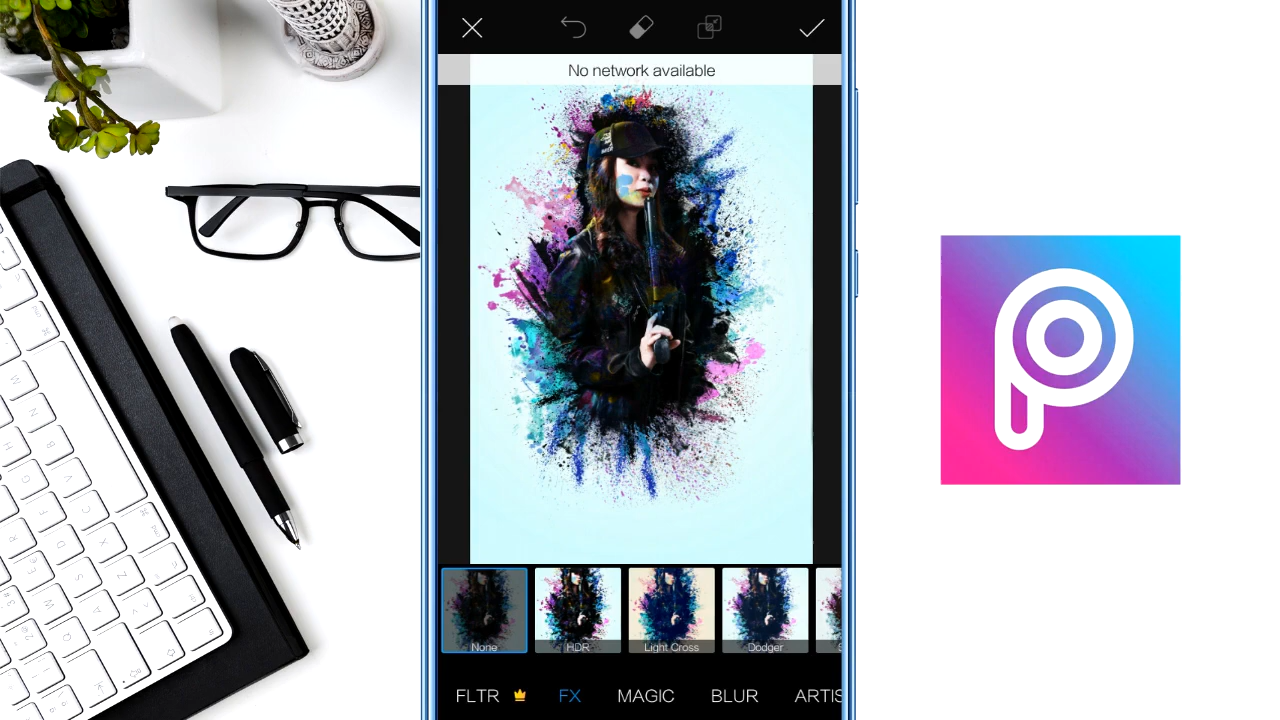 No network available
None
HDR
Light Cross
Dodger
FLTR
FX
MAGIC
BLUR
ARTIS